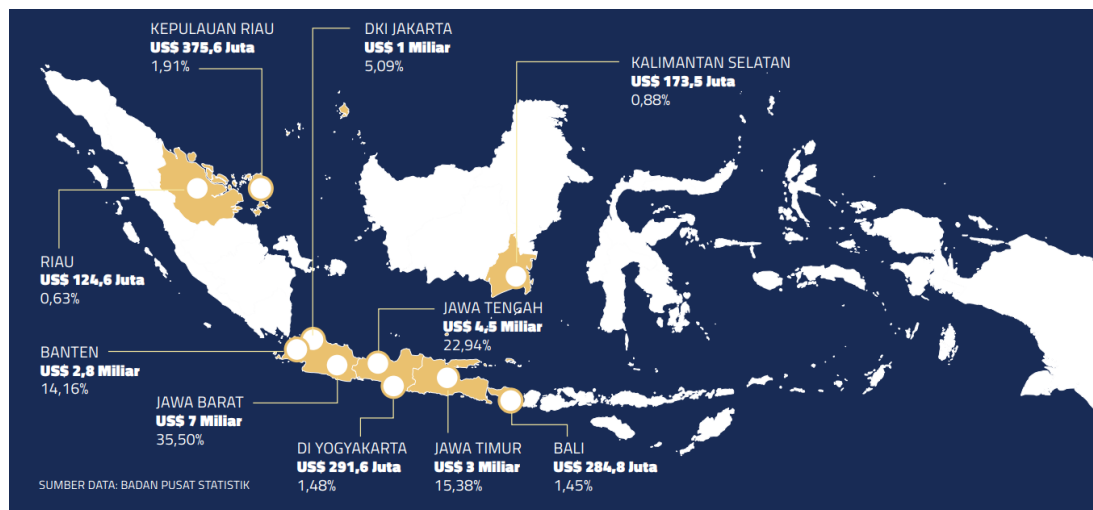 KEPULAUAN RIAU
US$ 375,6 Juta
1,91%
DKI JAKARTA
US$ 1 Miliar
5,09%
KALIMANTAN SELATAN
US$ 173,5 Juta
0,88%
RIAU
US$ 124,6 Juta
0,63%
JAWA TENGAH
US$ 4,5 Miliar
22,94%
BANTEN
US$ 2,8 Miliar
14,16%
JAWA BARAT
US$ 7 Miliar
35,50%
DI YOGYAKARTA
US$ 291,6 Juta
1,48%
JAWA TIMUR
US$ 3 Miliar
15,38%
BALI
US$ 284,8 Juta
1,45%
SUMBER DATA: BADAN PUSAT STATISTIK